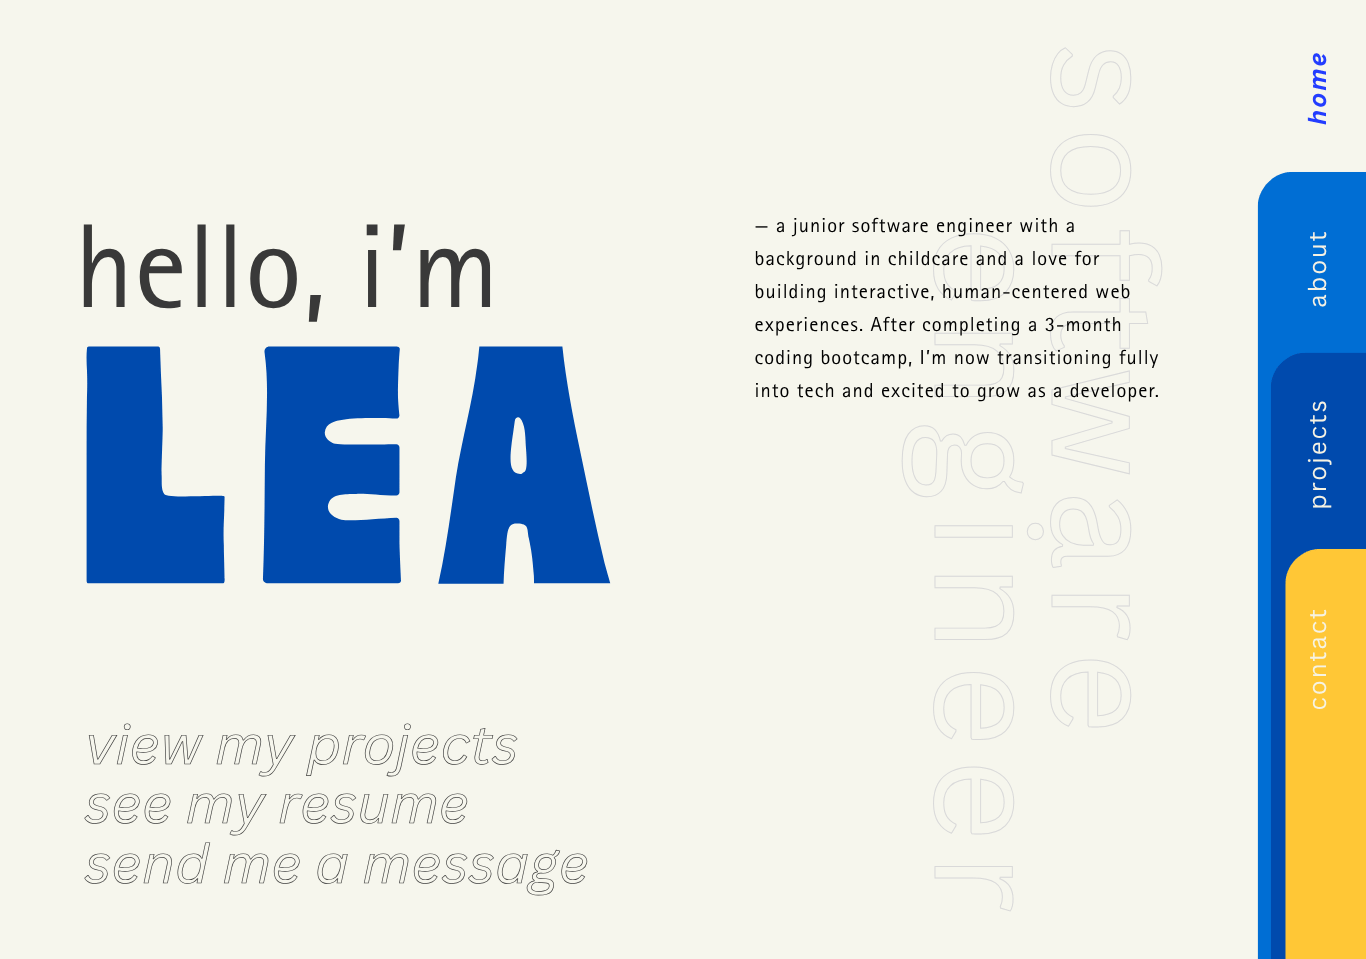 hello, i’m
LEA
— a junior software engineer with a
background in childcare and a love for
building interactive, human-centered web
experiences. After completing a 3-month
coding bootcamp, I’m now transitioning fully
into tech and excited to grow as a developer.
software
engineer
view my projects
see my resume
send me a message
home
about
projects
contact